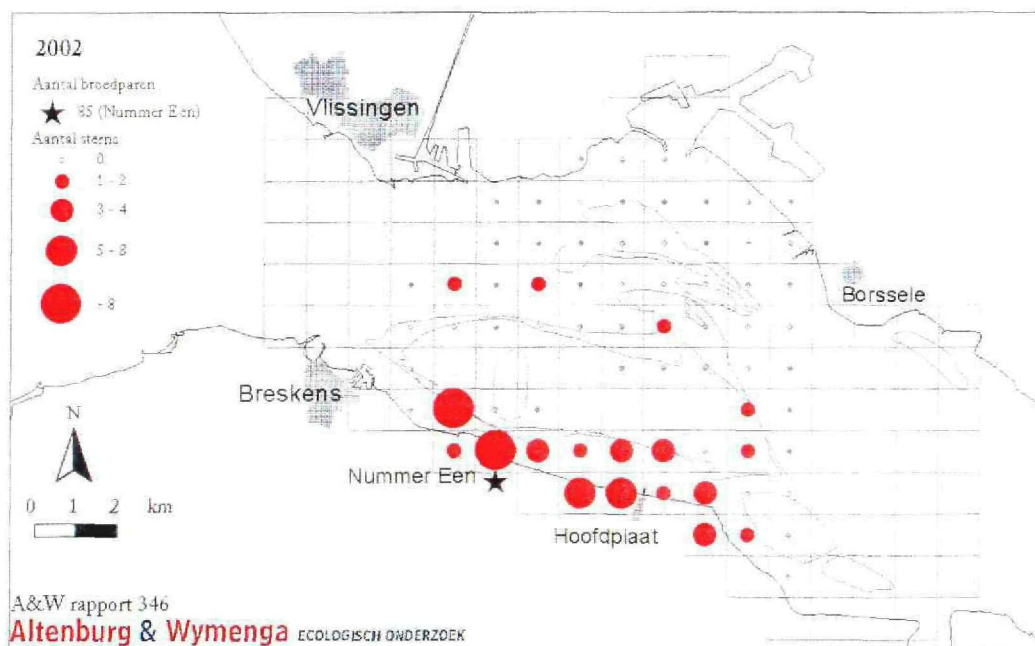 2002
Aantal broedparen
85 (Nummer Een)
Aantal sterns
0
1 - 2
3 - 4
5 - 8
- 8
Vlissingen
Borssele
Breskens
Nummer Een
Hoofdplaat
N
0 1 2 km
A&W rapport 346
Altenburg & Wymenga ECOLOGISCH ONDERZOEK